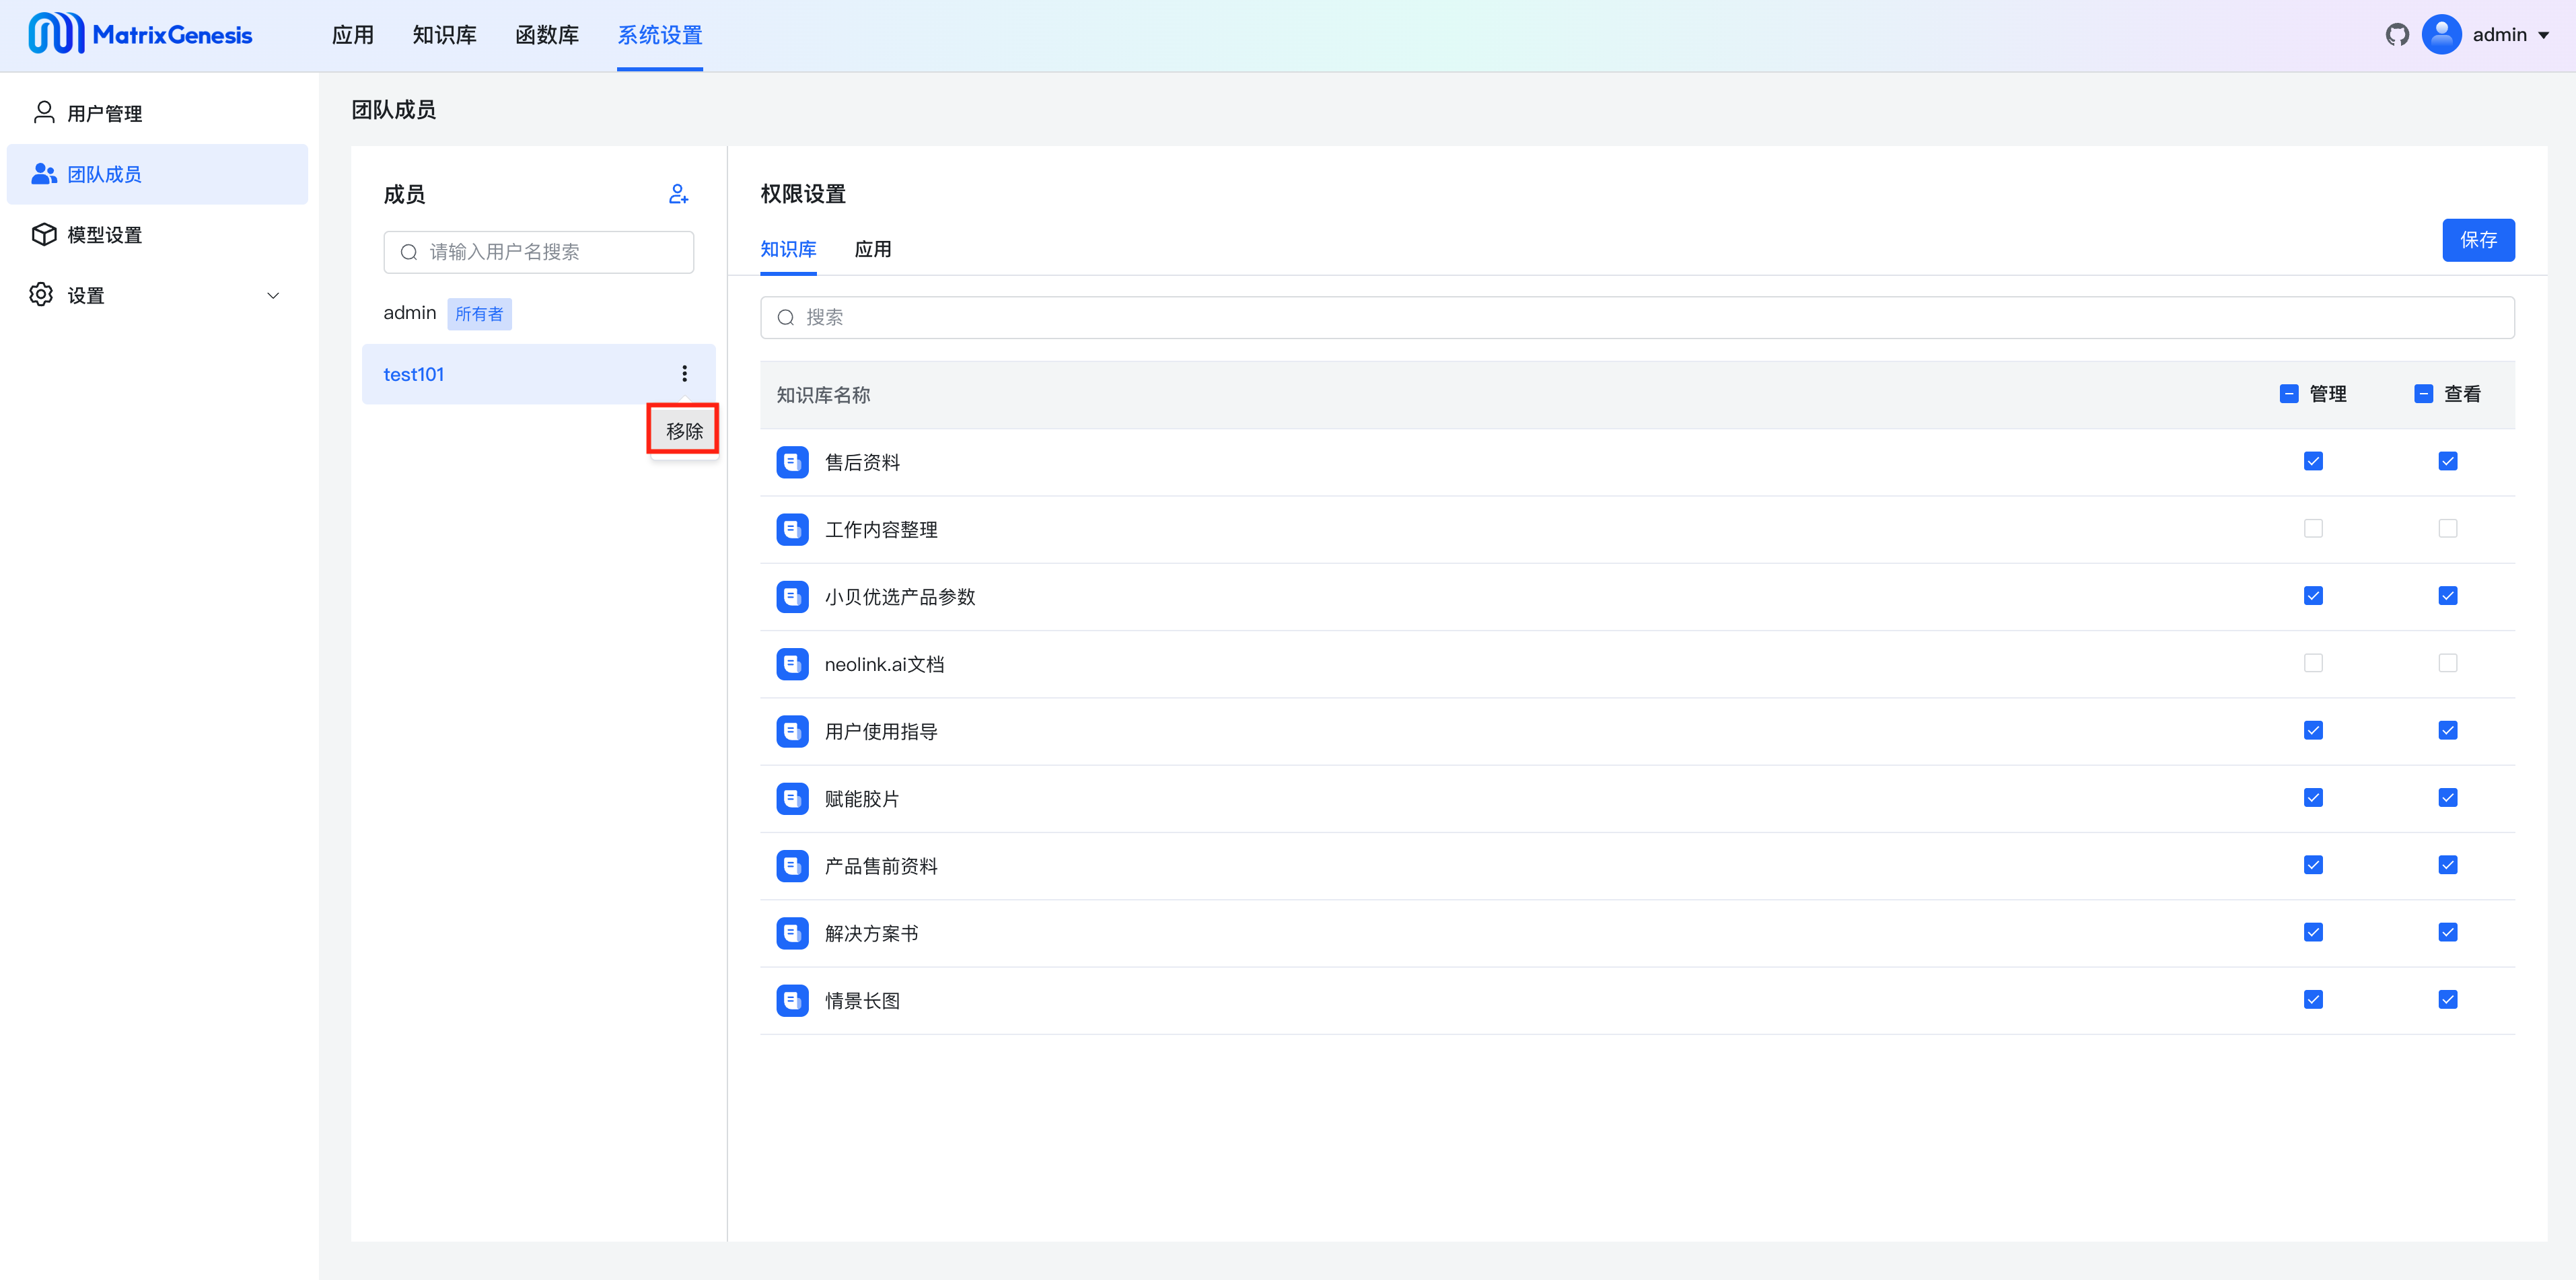 MatrixGenesis
应用 知识库 函数库 系统设置
admin
用户管理
团队成员
模型设置
设置
团队成员
成员
请输入用户名搜索
admin 所有者
test101
移除
权限设置
知识库 应用
保存
搜索
知识库名称 管理 查看
售后资料
工作内容整理
小贝优选产品参数
neolink.ai文档
用户使用指导
赋能胶片
产品售前资料
解决方案书
情景长图